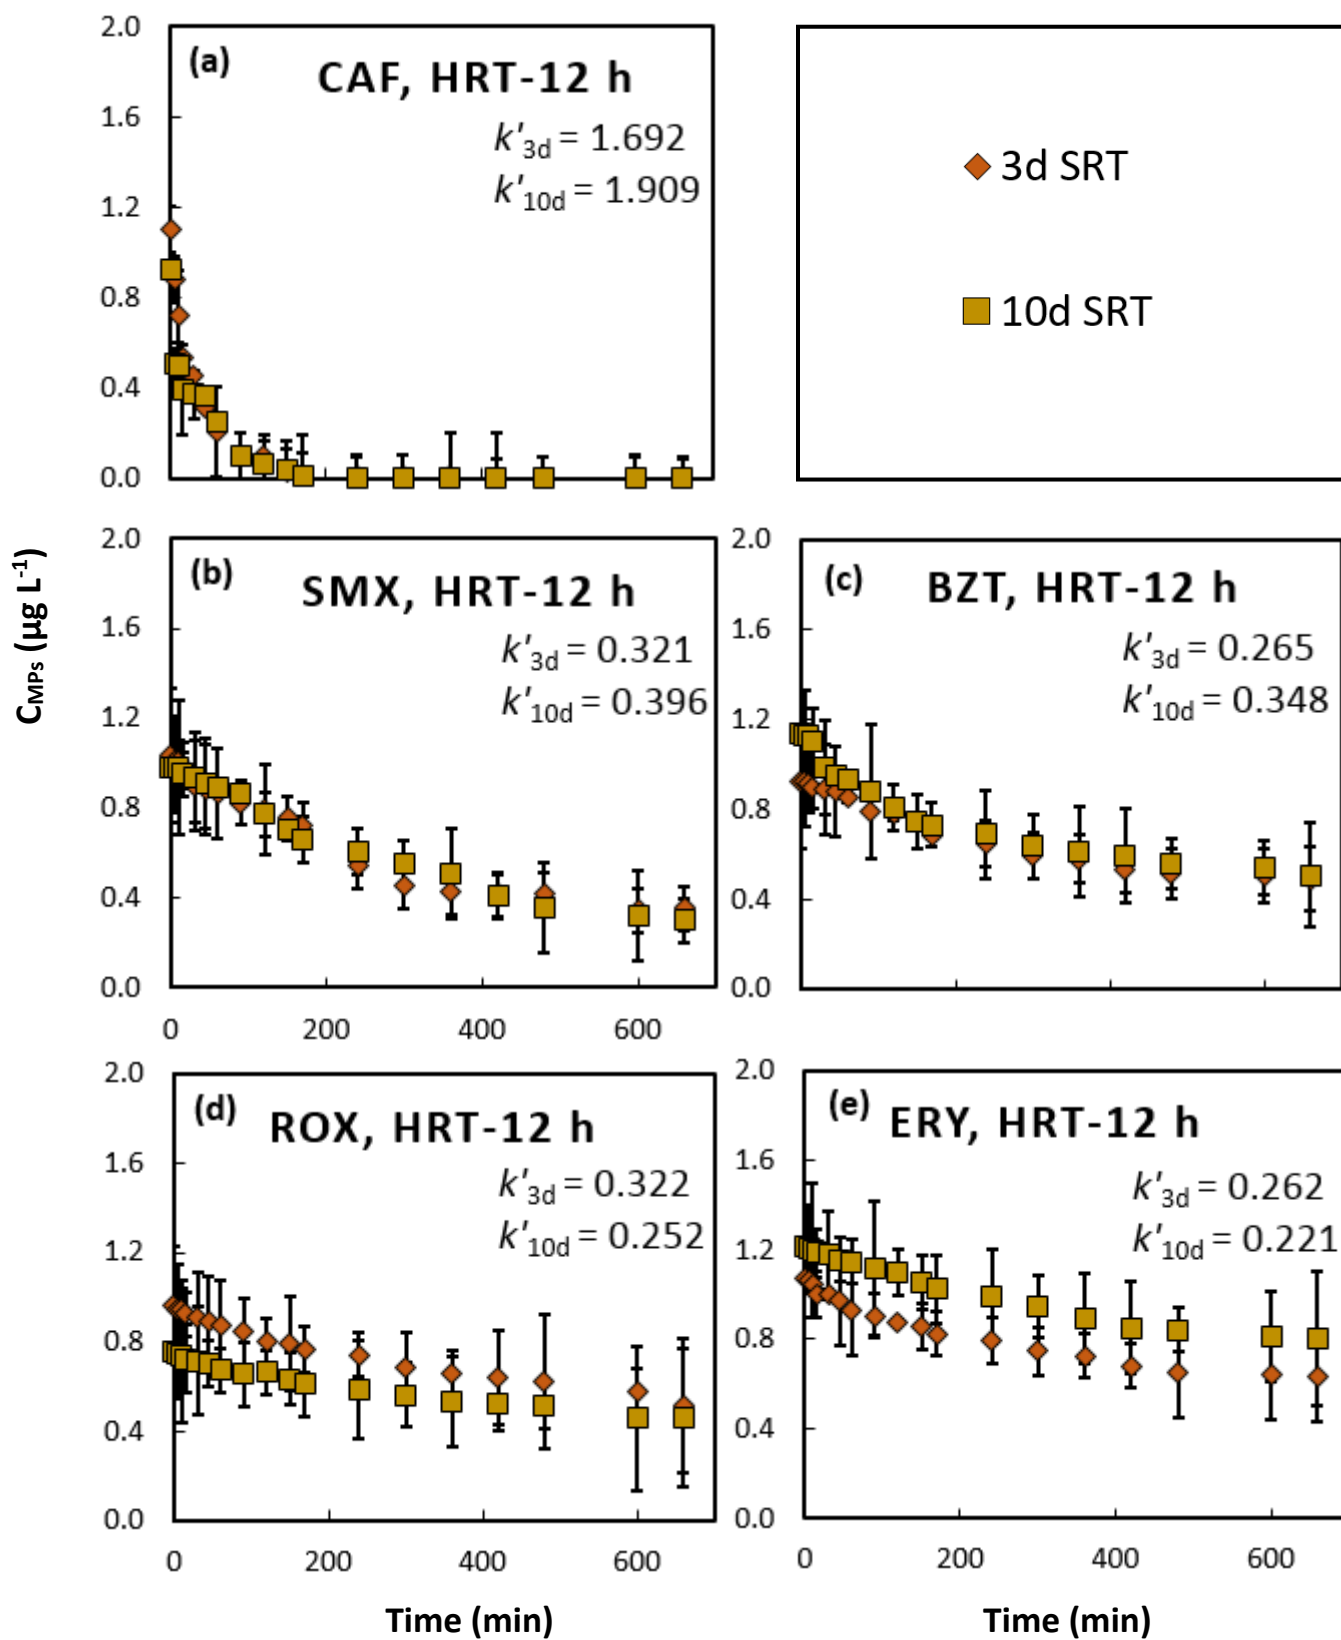 C_MPs (µg L⁻¹)
(a)
CAF, HRT-12 h
k'3d = 1.692
k'10d = 1.909
2.0
1.6
1.2
0.8
0.4
0.0
3d SRT
10d SRT
(b)
SMX, HRT-12 h
k'3d = 0.321
k'10d = 0.396
2.0
1.6
1.2
0.8
0.4
0.0
0 200 400 600
(c)
BZT, HRT-12 h
k'3d = 0.265
k'10d = 0.348
2.0
1.6
1.2
0.8
0.4
0.0
(d)
ROX, HRT-12 h
k'3d = 0.322
k'10d = 0.252
2.0
1.6
1.2
0.8
0.4
0.0
0 200 400 600
Time (min)
(e)
ERY, HRT-12 h
k'3d = 0.262
k'10d = 0.221
2.0
1.6
1.2
0.8
0.4
0.0
0 200 400 600
Time (min)